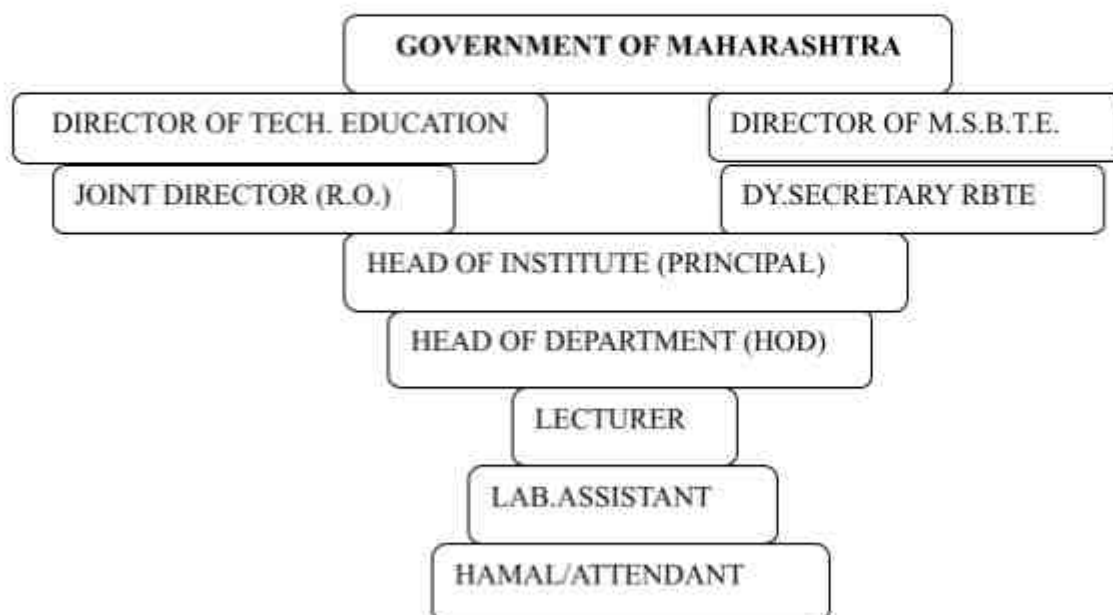 GOVERNMENT OF MAHARASHTRA
DIRECTOR OF TECH. EDUCATION
DIRECTOR OF M.S.B.T.E.
JOINT DIRECTOR (R.O.)
DY.SECRETARY RBTE
HEAD OF INSTITUTE (PRINCIPAL)
HEAD OF DEPARTMENT (HOD)
LECTURER
LAB.ASSISTANT
HAMAL/ATTENDANT